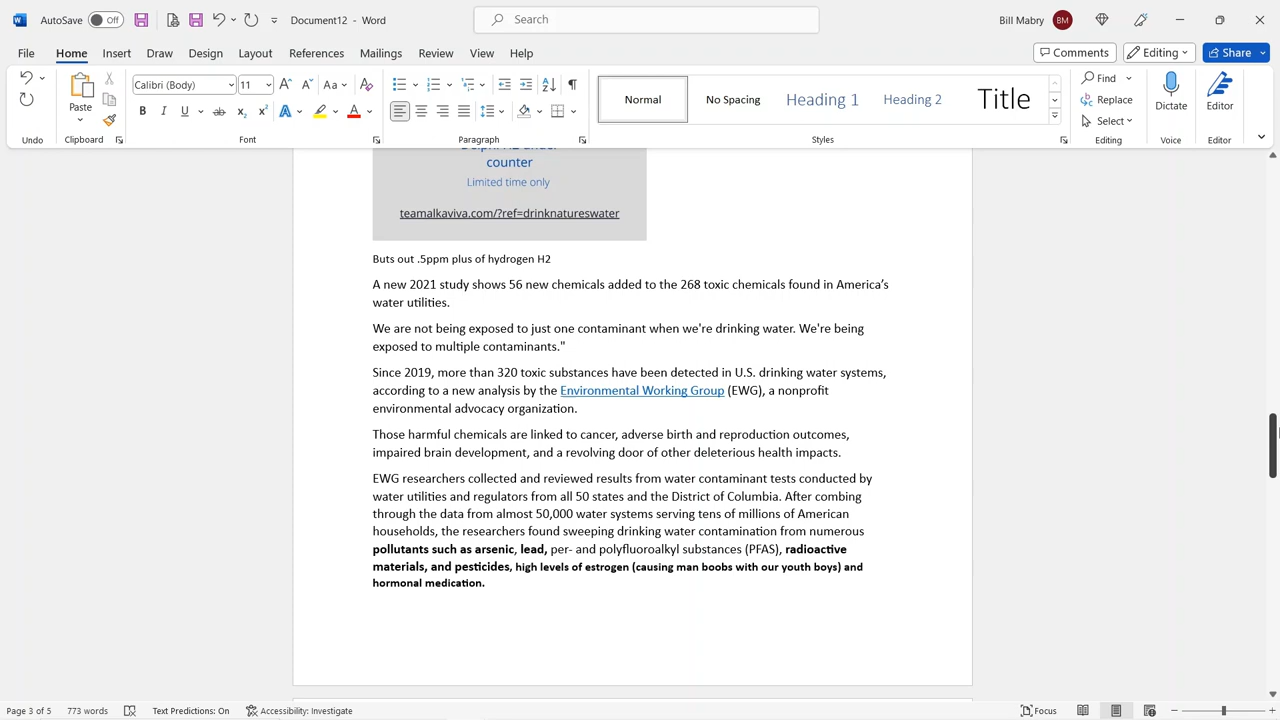 AutoSave Off Document12 - Word Search Bill Mabry BM
File Home Insert Draw Design Layout References Mailings Review View Help Comments Editing Share
Calibri (Body) 11 Aa Normal No Spacing Heading 1 Heading 2 Title Find
Paste Replace Dictate Editor
B I U ab x2 x2 A A Select
Undo Clipboard Font Paragraph Styles Editing Voice Editor
counter
Limited time only
teamalkaviva.com/?ref=drinknatureswater
Buts out .5ppm plus of hydrogen H2
A new 2021 study shows 56 new chemicals added to the 268 toxic chemicals found in America’s
water utilities.
We are not being exposed to just one contaminant when we're drinking water. We're being
exposed to multiple contaminants."
Since 2019, more than 320 toxic substances have been detected in U.S. drinking water systems,
according to a new analysis by the Environmental Working Group (EWG), a nonprofit
environmental advocacy organization.
Those harmful chemicals are linked to cancer, adverse birth and reproduction outcomes,
impaired brain development, and a revolving door of other deleterious health impacts.
EWG researchers collected and reviewed results from water contaminant tests conducted by
water utilities and regulators from all 50 states and the District of Columbia. After combing
through the data from almost 50,000 water systems serving tens of millions of American
households, the researchers found sweeping drinking water contamination from numerous
pollutants such as arsenic, lead, per- and polyfluoroalkyl substances (PFAS), radioactive
materials, and pesticides, high levels of estrogen (causing man boobs with our youth boys) and
hormonal medication.
Page 3 of 5 773 words Text Predictions: On Accessibility: Investigate Focus